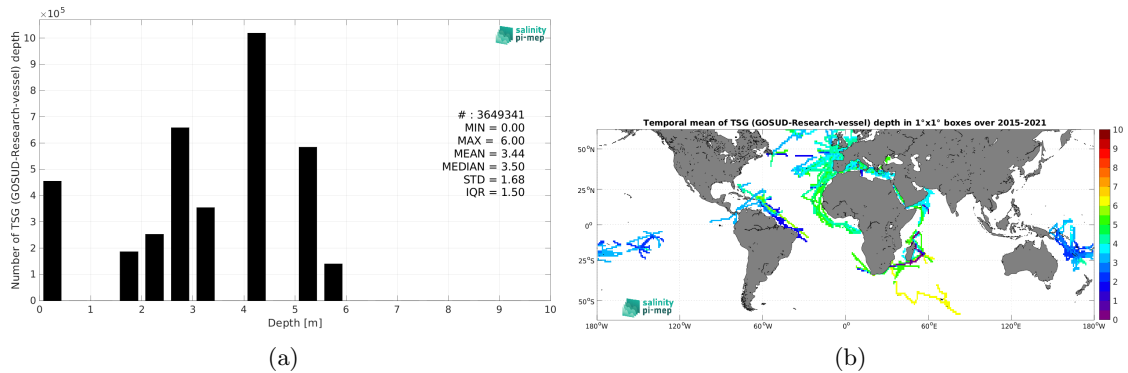 ×10⁵
10
9
8
7
6
5
4
3
2
1
0
Number of TSG (GOSUD-Research-vessel) depth
salinity
pi-mep
# : 3649341
MIN = 0.00
MAX = 6.00
MEAN = 3.44
MEDIAN = 3.50
STD = 1.68
IQR = 1.50
0 1 2 3 4 5 6 7 8 9 10
Depth [m]
(a)
Temporal mean of TSG (GOSUD-Research-vessel) depth in 1°x1° boxes over 2015-2021
50°N
25°N
0°
25°S
50°S
salinity
pi-mep
180°W 120°W 60°W 0° 60°E 120°E 180°W
10
9
8
7
6
5
4
3
2
1
0
(b)